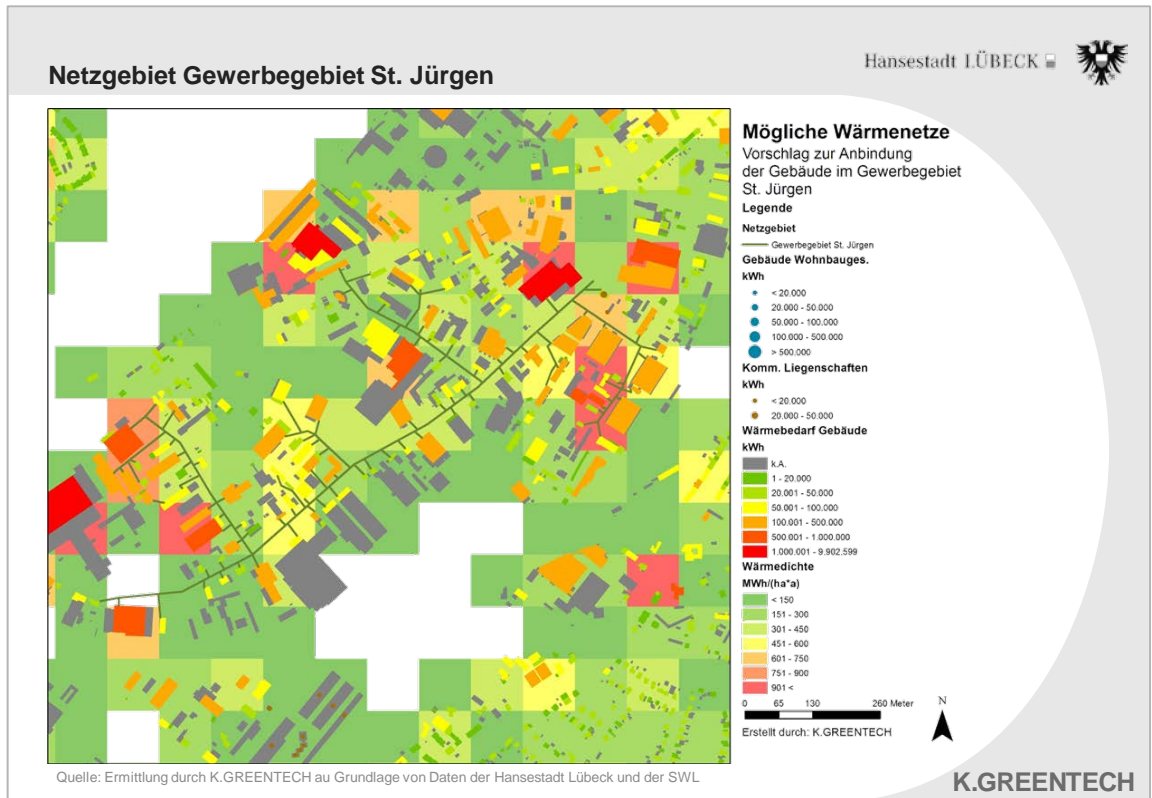 Netzgebiet Gewerbegebiet St. Jürgen
Hansestadt LÜBECK
Mögliche Wärmenetze
Vorschlag zur Anbindung
der Gebäude im Gewerbegebiet
St. Jürgen
Legende
Netzgebiet
Gewerbegebiet St. Jürgen
Gebäude Wohnbauges.
kWh
< 20.000
20.000 - 50.000
50.000 - 100.000
100.000 - 500.000
> 500.000
Komm. Liegenschaften
kWh
< 20.000
20.000 - 50.000
Wärmebedarf Gebäude
kWh
k.A.
1 - 20.000
20.001 - 50.000
50.001 - 100.000
100.001 - 500.000
500.001 - 1.000.000
1.000.001 - 9.902.599
Wärmedichte
MWh/(ha*a)
< 150
151 - 300
301 - 450
451 - 600
601 - 750
751 - 900
901 <
0 65 130 260 Meter
N
Erstellt durch: K.GREENTECH
Quelle: Ermittlung durch K.GREENTECH au Grundlage von Daten der Hansestadt Lübeck und der SWL
K.GREENTECH